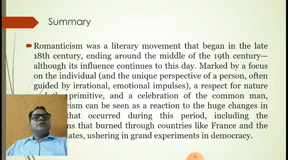 Summary
Romanticism was a literary movement that began in the late
18th century, ending around the middle of the 19th century—
although its influence continues to this day. Marked by a focus
on the individual (and the unique perspective of a person, often
guided by irrational, emotional impulses), a respect for nature
primitive, and a celebration of the common man,
can be seen as a reaction to the huge changes in
that occurred during this period, including the
that burned through countries like France and the
ushering in grand experiments in democracy.